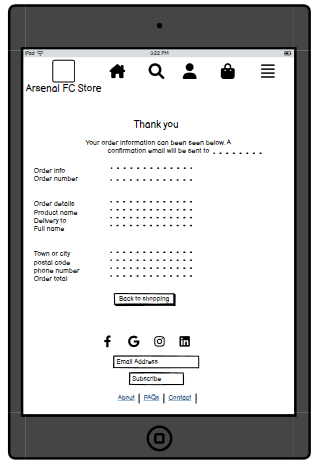 iPad 3:22 PM
Arsenal FC Store
Thank you
Your order information can been seen below. A
confirmation email will be sent to
Order info
Order number
Order details
Product name
Delivery to
Full name
Town or city
postal code
phone number
Order total
Back to shopping
Email Address
Subscribe
About FAQs Contact